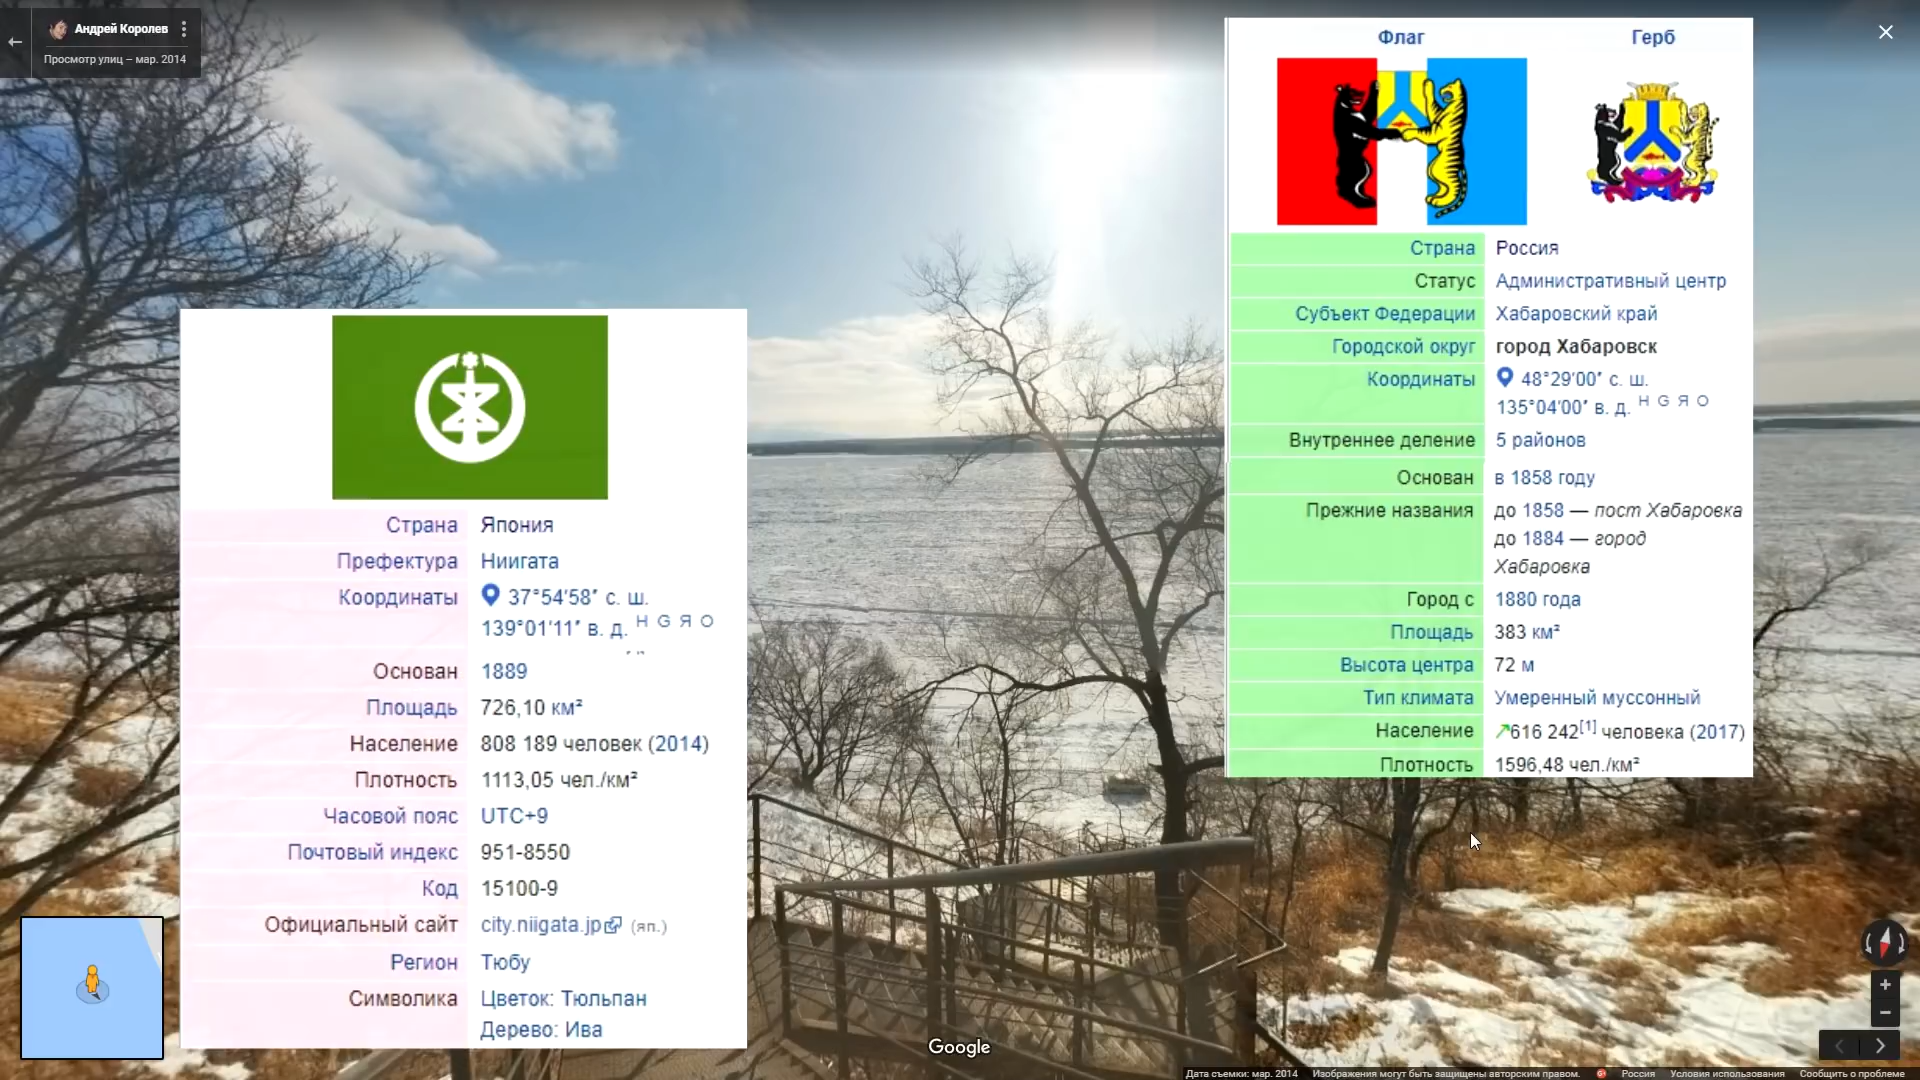 Андрей Королев
Просмотр улиц – мар. 2014
Страна Япония
Префектура Ниигата
Координаты 37°54′58″ с. ш.
139°01′11″ в. д. H G Я O
Основан 1889
Площадь 726,10 км²
Население 808 189 человек (2014)
Плотность 1113,05 чел./км²
Часовой пояс UTC+9
Почтовый индекс 951-8550
Код 15100-9
Официальный сайт city.niigata.jp (яп.)
Регион Тюбу
Символика Цветок: Тюльпан
Дерево: Ива
Флаг Герб
Страна Россия
Статус Административный центр
Субъект Федерации Хабаровский край
Городской округ город Хабаровск
Координаты 48°29′00″ с. ш.
135°04′00″ в. д. H G Я O
Внутреннее деление 5 районов
Основан в 1858 году
Прежние названия до 1858 — пост Хабаровка
до 1884 — город
Хабаровка
Город с 1880 года
Площадь 383 км²
Высота центра 72 м
Тип климата Умеренный муссонный
Население 616 242[1] человека (2017)
Плотность 1596,48 чел./км²
Google
Дата съемки: мар. 2014 Изображения могут быть защищены авторским правом. Россия Условия использования Сообщить о проблеме